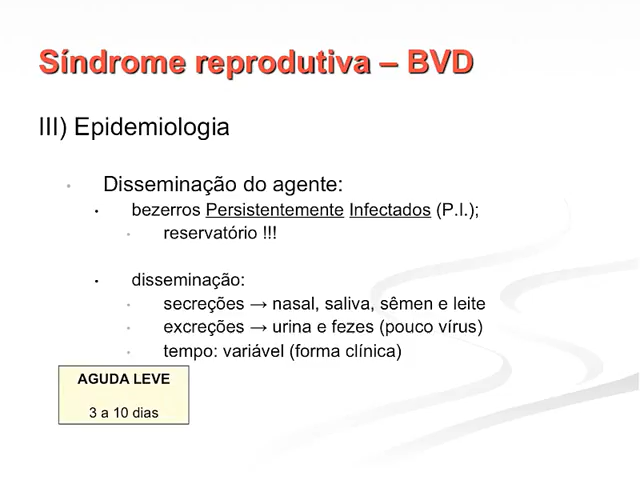 Síndrome reprodutiva – BVD
III) Epidemiologia
• Disseminação do agente:
• bezerros Persistentemente Infectados (P.I.);
• reservatório !!!
• disseminação:
• secreções → nasal, saliva, sêmen e leite
• excreções → urina e fezes (pouco vírus)
• tempo: variável (forma clínica)
AGUDA LEVE
3 a 10 dias